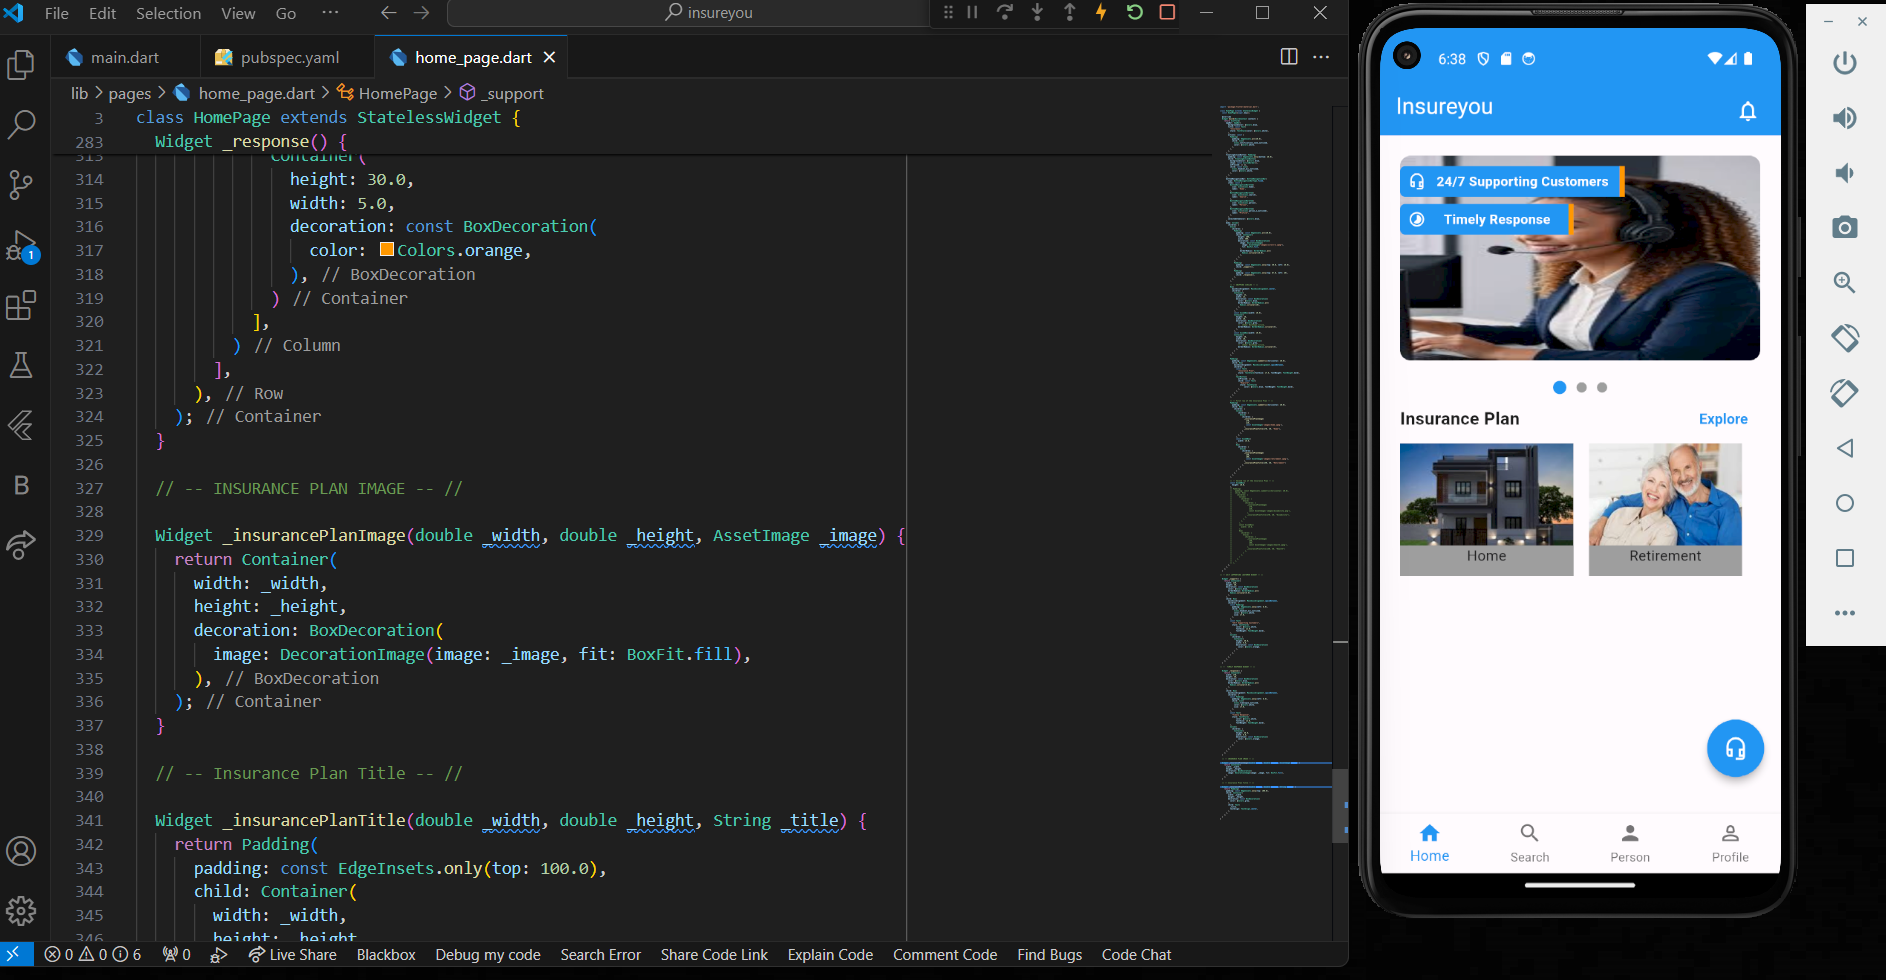 File Edit Selection View Go ··· insureyou
main.dart pubspec.yaml home_page.dart
lib > pages > home_page.dart > HomePage > _support
3 class HomePage extends StatelessWidget {
283 Widget _response() {
313 Container(
314 height: 30.0,
315 width: 5.0,
316 decoration: const BoxDecoration(
317 color: Colors.orange,
318 ), // BoxDecoration
319 ) // Container
320 ],
321 ) // Column
322 ],
323 ), // Row
324 ); // Container
325 }
326
327 // -- INSURANCE PLAN IMAGE -- //
328
329 Widget _insurancePlanImage(double _width, double _height, AssetImage _image) {
330 return Container(
331 width: _width,
332 height: _height,
333 decoration: BoxDecoration(
334 image: DecorationImage(image: _image, fit: BoxFit.fill),
335 ), // BoxDecoration
336 ); // Container
337 }
338
339 // -- Insurance Plan Title -- //
340
341 Widget _insurancePlanTitle(double _width, double _height, String _title) {
342 return Padding(
343 padding: const EdgeInsets.only(top: 100.0),
344 child: Container(
345 width: _width,
346 height: _height
1
B
0 0 6 0 Live Share Blackbox Debug my code Search Error Share Code Link Explain Code Comment Code Find Bugs Code Chat
6:38
Insureyou
24/7 Supporting Customers
Timely Response
Insurance Plan Explore
Home Retirement
Home Search Person Profile